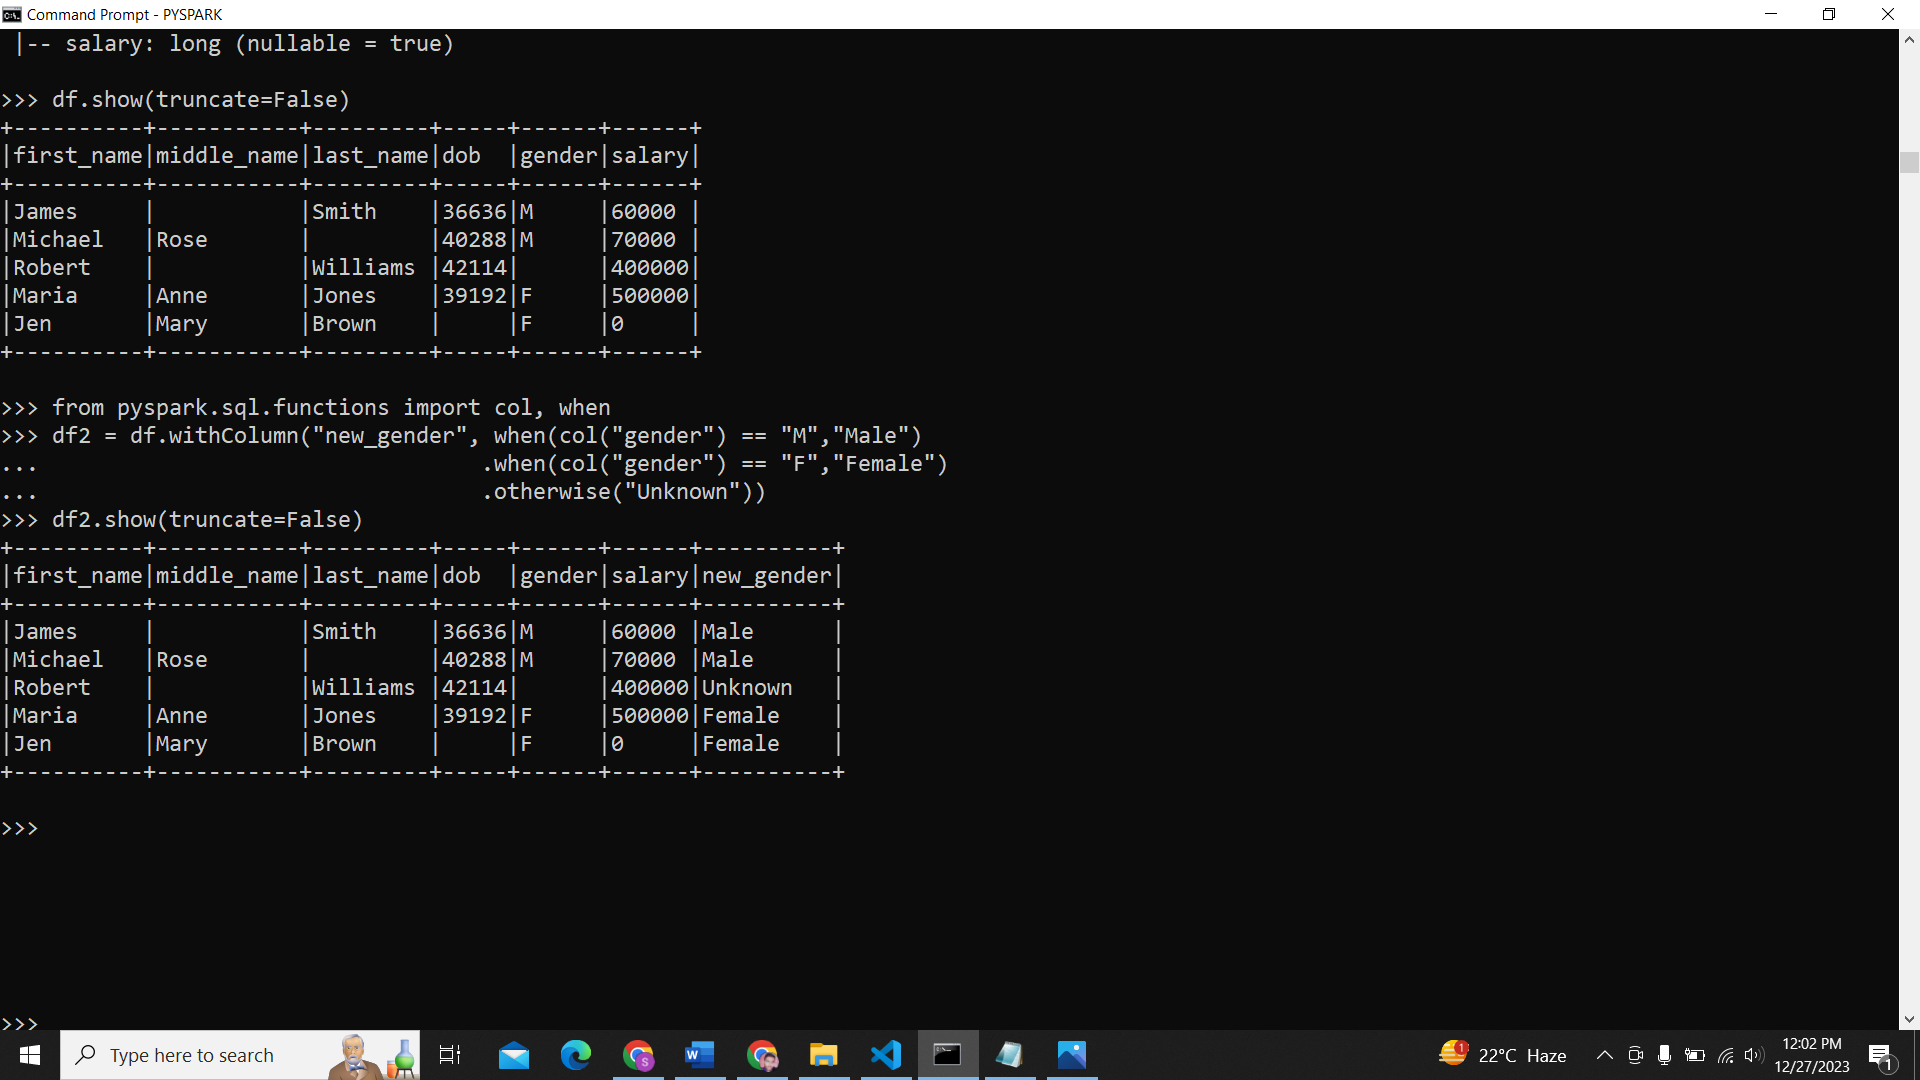 Command Prompt - PYSPARK
 |-- salary: long (nullable = true)
>>> df.show(truncate=False)
+----------+-----------+---------+-----+------+------+
|first_name|middle_name|last_name|dob  |gender|salary|
+----------+-----------+---------+-----+------+------+
|James     |           |Smith    |36636|M     |60000 |
|Michael   |Rose       |         |40288|M     |70000 |
|Robert    |           |Williams |42114|      |400000|
|Maria     |Anne       |Jones    |39192|F     |500000|
|Jen       |Mary       |Brown    |     |F     |0     |
+----------+-----------+---------+-----+------+------+
>>> from pyspark.sql.functions import col, when
>>> df2 = df.withColumn("new_gender", when(col("gender") == "M","Male")
...                                  .when(col("gender") == "F","Female")
...                                  .otherwise("Unknown"))
>>> df2.show(truncate=False)
+----------+-----------+---------+-----+------+------+----------+
|first_name|middle_name|last_name|dob  |gender|salary|new_gender|
+----------+-----------+---------+-----+------+------+----------+
|James     |           |Smith    |36636|M     |60000 |Male      |
|Michael   |Rose       |         |40288|M     |70000 |Male      |
|Robert    |           |Williams |42114|      |400000|Unknown   |
|Maria     |Anne       |Jones    |39192|F     |500000|Female    |
|Jen       |Mary       |Brown    |     |F     |0     |Female    |
+----------+-----------+---------+-----+------+------+----------+
>>>
>>>
Type here to search
S
W
1
22°C Haze
12:02 PM
12/27/2023
1